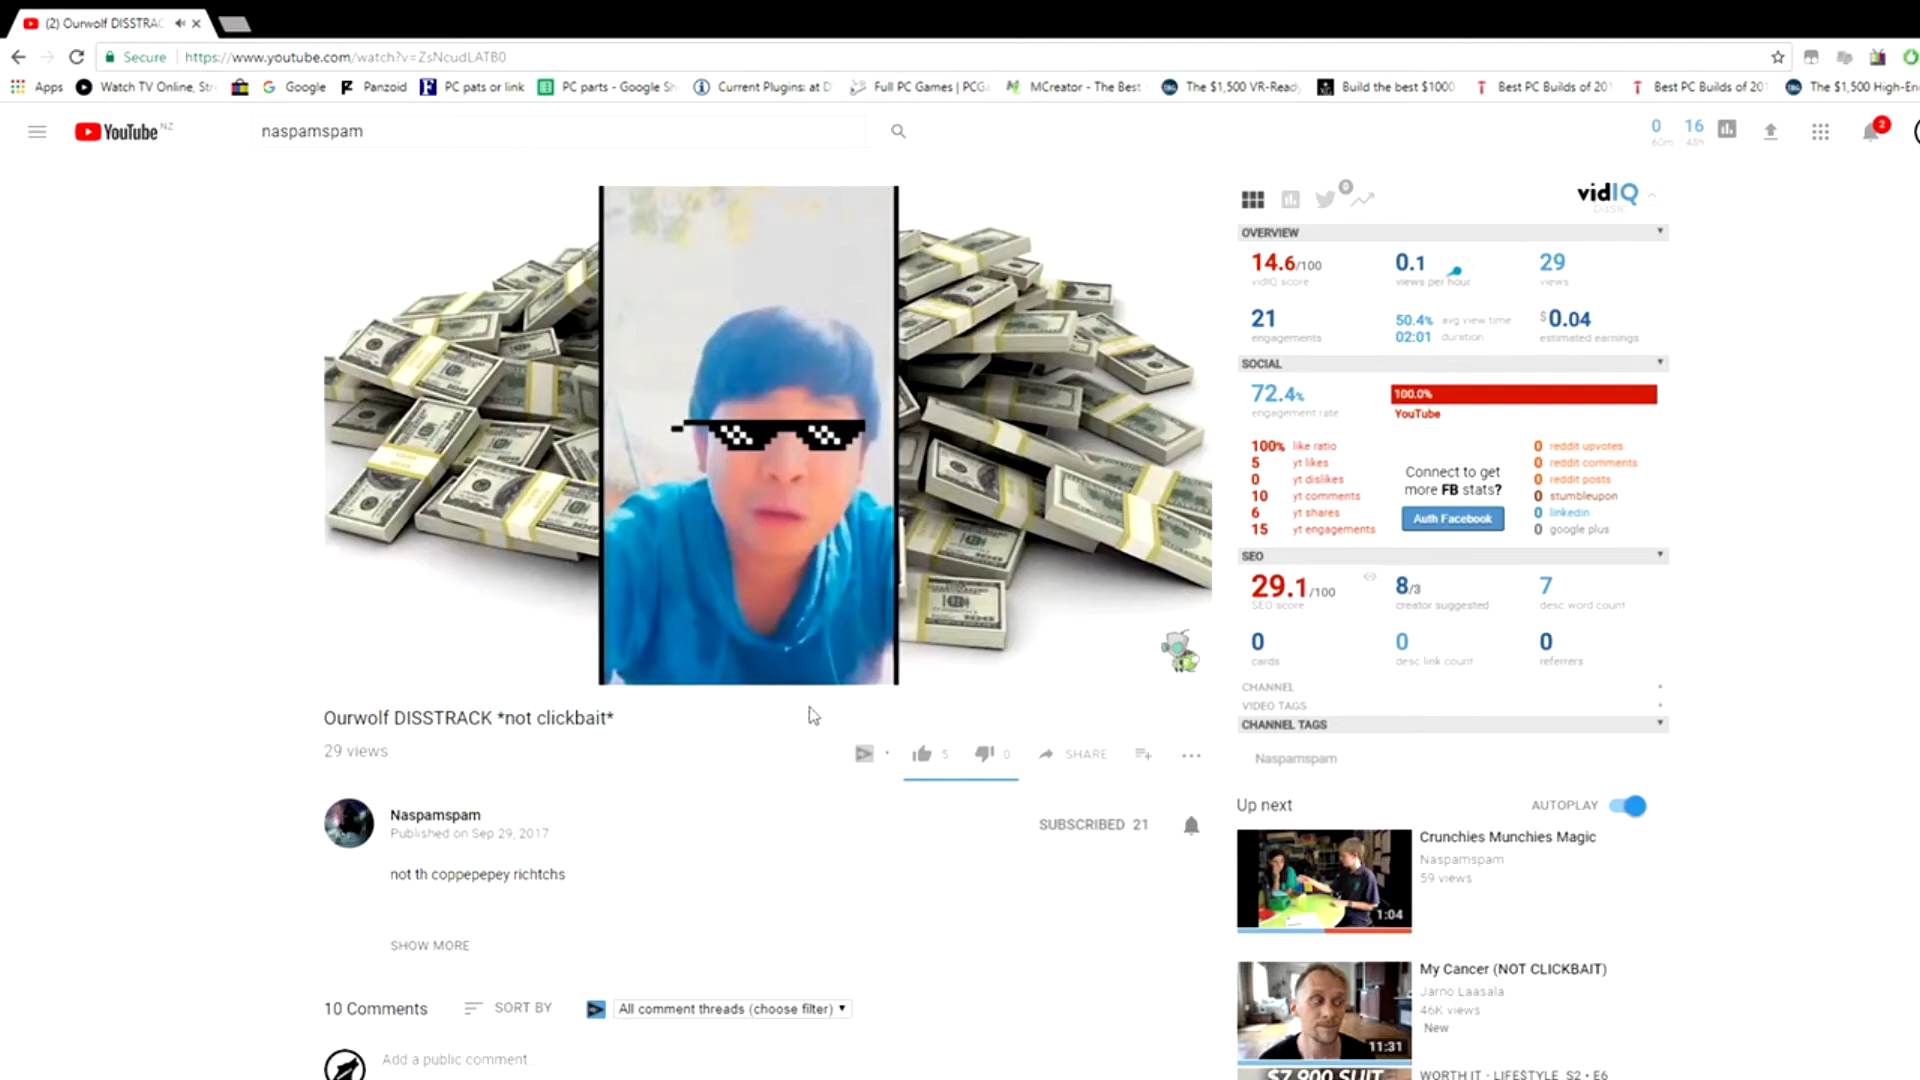 (2) Ourwolf DISSTRAC
Secure https://www.youtube.com/watch?v=ZsNcudLATB0
Apps Watch TV Online, Str Google Panzoid PC pats or link PC parts - Google Sh Current Plugins: at D Full PC Games | PCGa MCreator - The Best The $1,500 VR-Ready Build the best $1000 Best PC Builds of 201 Best PC Builds of 201 The $1,500 High-En
YouTube NZ
naspamspam
0 16 2
60m 48h
0
vidIQ
basic
OVERVIEW
14.6/100 0.1 29
vidIQ score views per hour views
21 50.4% avg view time $0.04
engagements 02:01 duration estimated earnings
SOCIAL
72.4% 100.0%
engagement rate YouTube
100% like ratio
5 yt likes
0 yt dislikes
10 yt comments
6 yt shares
15 yt engagements
Connect to get
more FB stats?
Auth Facebook
0 reddit upvotes
0 reddit comments
0 reddit posts
0 stumbleupon
0 linkedin
0 google plus
SEO
29.1/100 8/3 7
SEO score creator suggested desc word count
0 0 0
cards desc link count referrers
CHANNEL
VIDEO TAGS
CHANNEL TAGS
Naspamspam
Ourwolf DISSTRACK *not clickbait*
29 views
5 0 SHARE
Naspamspam
Published on Sep 29, 2017
SUBSCRIBED 21
not th coppepepey richtchs
SHOW MORE
10 Comments SORT BY All comment threads (choose filter)
Add a public comment
Up next AUTOPLAY
Crunchies Munchies Magic
Naspamspam
59 views
1:04
My Cancer (NOT CLICKBAIT)
Jarno Laasala
46K views
New
11:31
$7,900 SUIT
WORTH IT - LIFESTYLE S2 • E6